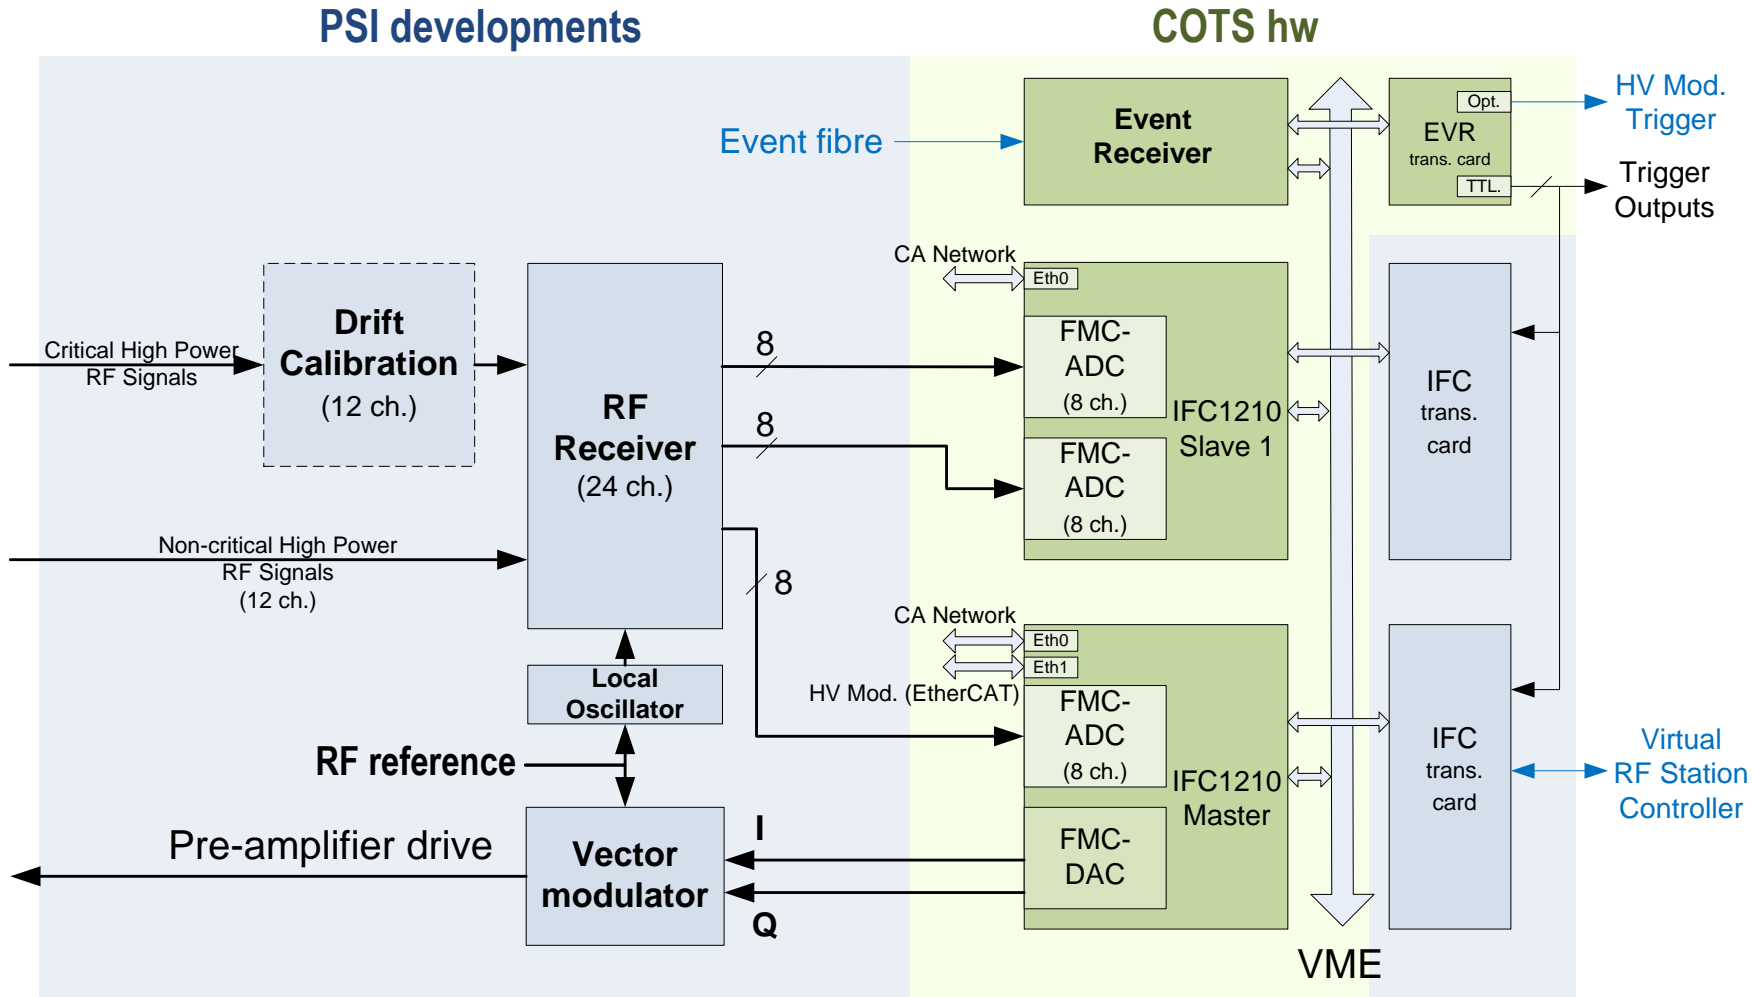 PSI developments
COTS hw
Event fibre
Event
Receiver
Opt.
EVR
trans. card
TTL.
HV Mod.
Trigger
Trigger
Outputs
Critical High Power
RF Signals
Drift
Calibration
(12 ch.)
RF
Receiver
(24 ch.)
Non-critical High Power
RF Signals
(12 ch.)
8
8
8
CA Network
Eth0
FMC-
ADC
(8 ch.)
FMC-
ADC
(8 ch.)
IFC1210
Slave 1
IFC
trans.
card
Local
Oscillator
RF reference
Vector
modulator
Pre-amplifier drive
I
Q
CA Network
Eth0
Eth1
HV Mod. (EtherCAT)
FMC-
ADC
(8 ch.)
IFC1210
Master
FMC-
DAC
IFC
trans.
card
Virtual
RF Station
Controller
VME